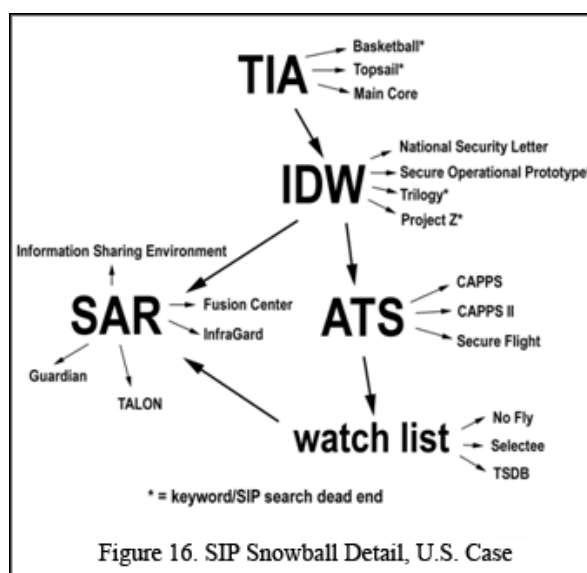 TIA
Basketball*
Topsail*
Main Core
IDW
National Security Letter
Secure Operational Prototype
Trilogy*
Project Z*
Information Sharing Environment
SAR
Fusion Center
InfraGard
Guardian
TALON
ATS
CAPPS
CAPPS II
Secure Flight
watch list
No Fly
Selectee
TSDB
* = keyword/SIP search dead end
Figure 16. SIP Snowball Detail, U.S. Case